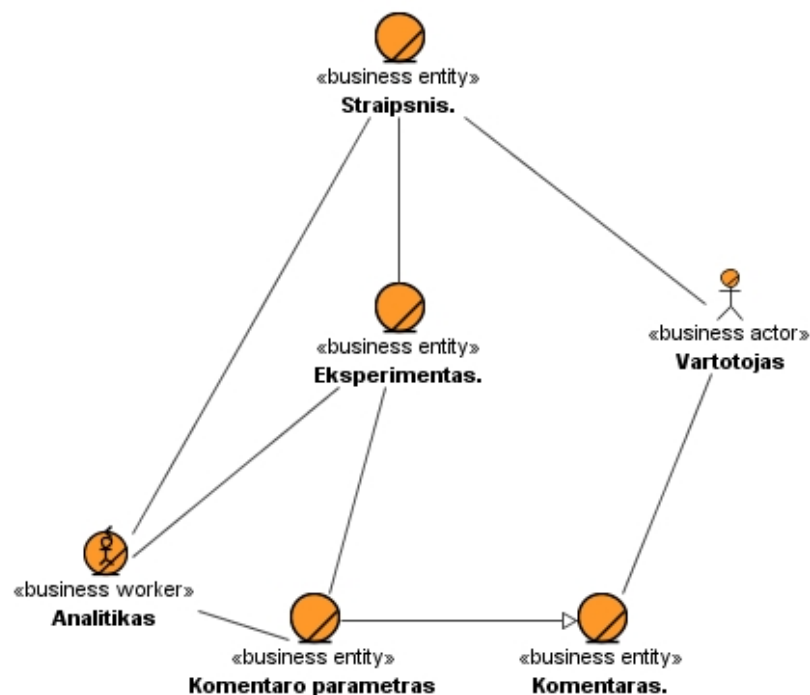 «business entity»
Straipsnis.
«business entity»
Eksperimentas.
«business actor»
Vartotojas
«business worker»
Analitikas
«business entity»
Komentaro parametras
«business entity»
Komentaras.